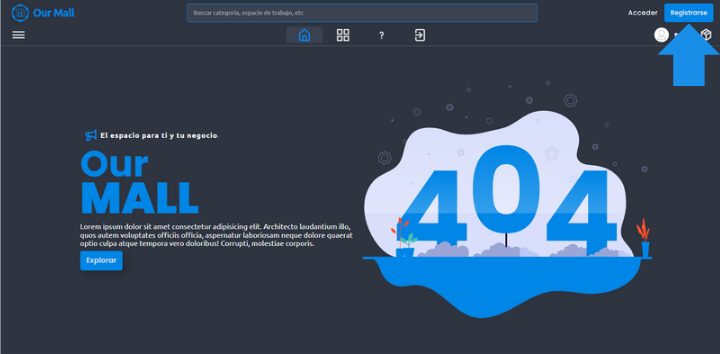 Our Mall
Buscar categoria, espacio de trabajo, etc
Acceder
Registrarse
?
El espacio para ti y tu negocio.
Our
MALL
Lorem ipsum dolor sit amet consectetur adipisicing elit. Architecto laudantium illo,
quos autem voluptates officiis officia, aspernatur laboriosam neque dolore quaerat
optio culpa atque tempora vero doloribus! Corrupti, molestiae corporis.
Explorar
404